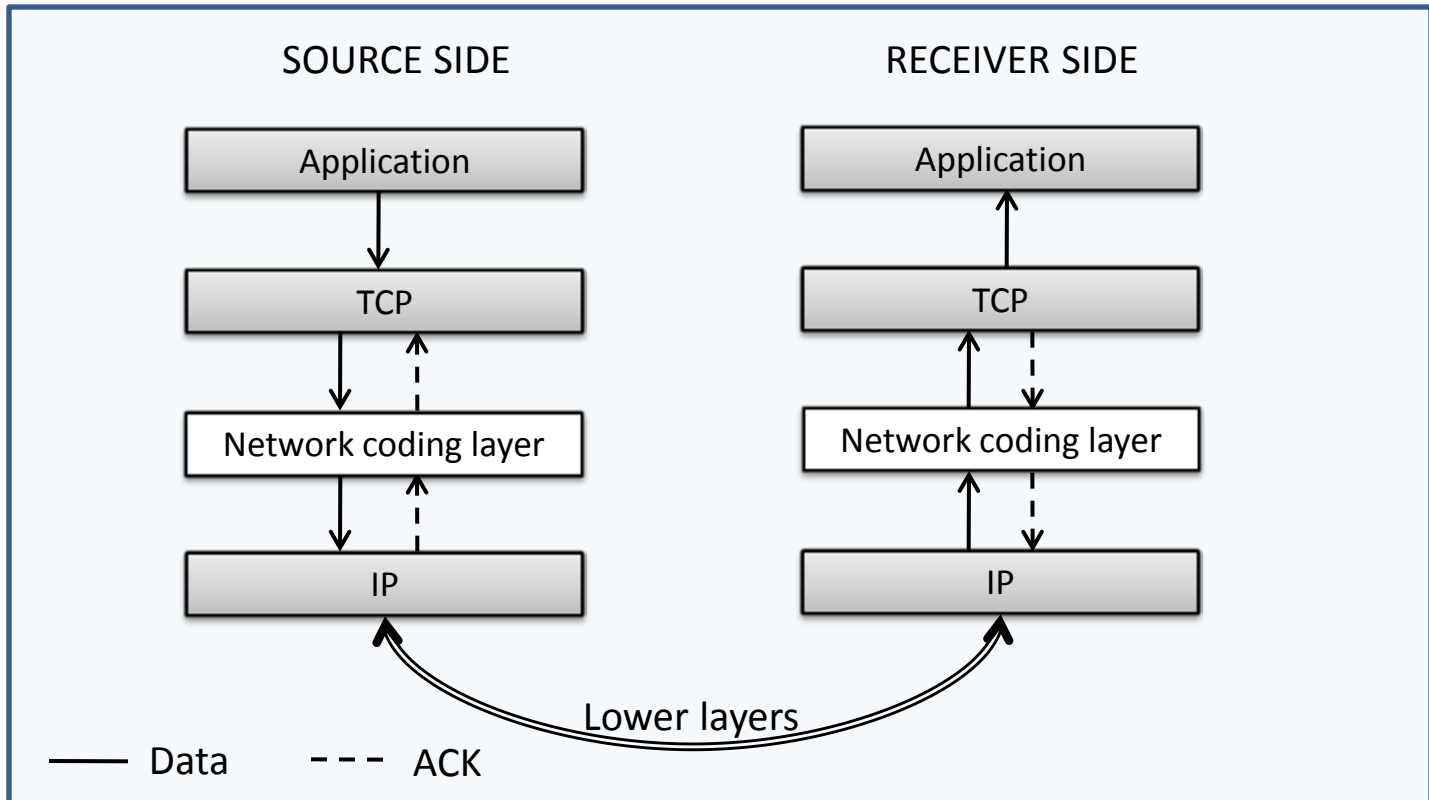 SOURCE SIDE
RECEIVER SIDE
Application
Application
TCP
TCP
Network coding layer
Network coding layer
IP
IP
Lower layers
Data
ACK